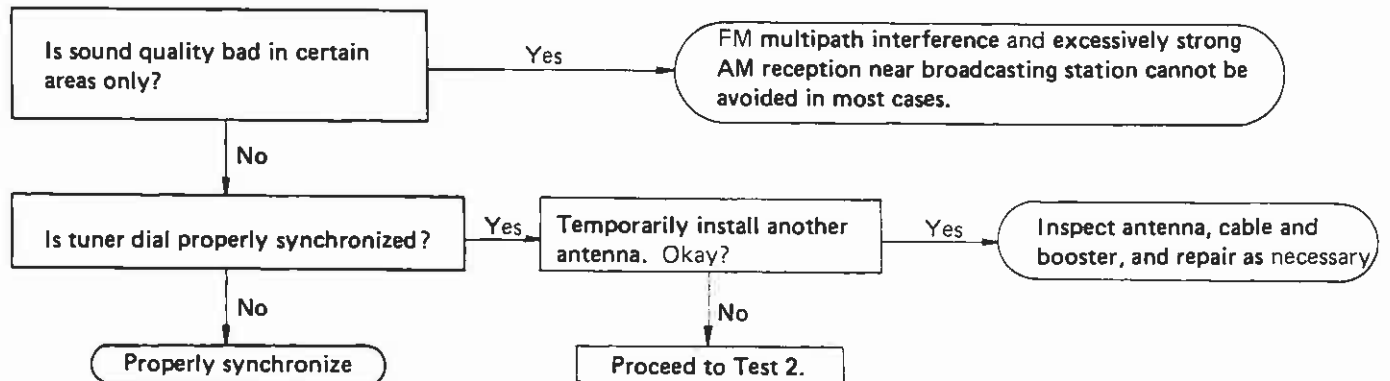 Is sound quality bad in certain
areas only?
Yes
FM multipath interference and excessively strong
AM reception near broadcasting station cannot be
avoided in most cases.
No
Is tuner dial properly synchronized?
Yes
Temporarily install another
antenna. Okay?
Yes
Inspect antenna, cable and
booster, and repair as necessary
No
No
Properly synchronize
Proceed to Test 2.